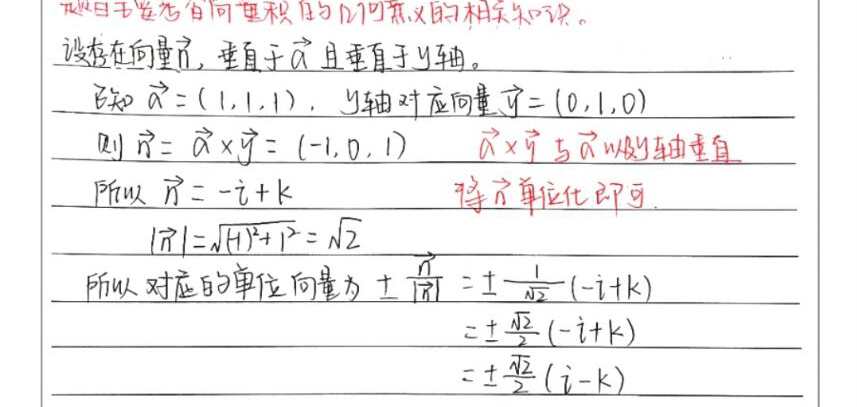 题目主要考察向量积的几何意义的相关知识。
设存在向量n⃗，垂直于a⃗且垂直于y轴。
已知 a⃗=(1,1,1)，y轴对应向量y⃗=(0,1,0)
则 n⃗=a⃗×y⃗=(-1,0,1) a⃗×y⃗与a⃗以及y轴垂直
所以 n⃗=-i+k 将n⃗单位化即可.
|n⃗|=√((-1)²+1²)=√2
所以对应的单位向量为 ± n⃗/|n⃗| = ± 1/√2 (-i+k)
= ± √2/2 (-i+k)
= ± √2/2 (i-k)